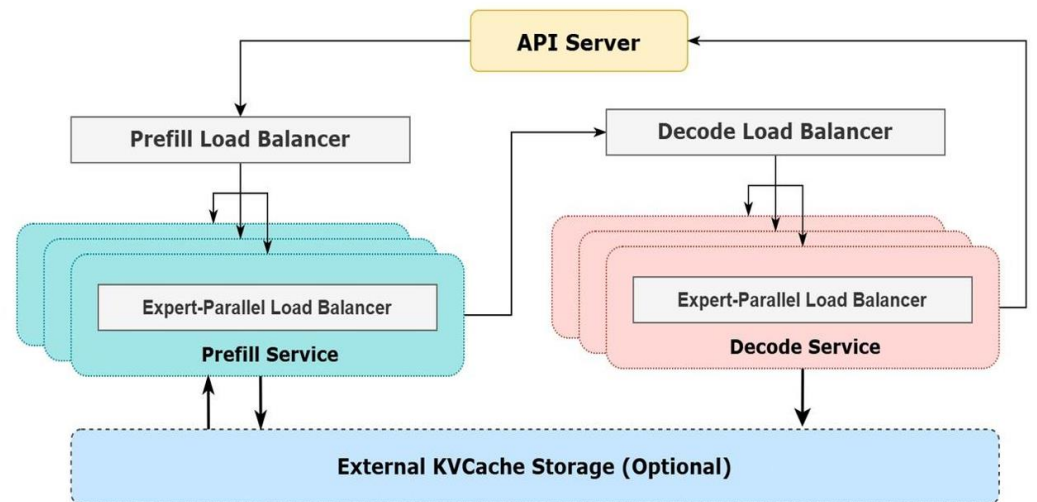 API Server
Prefill Load Balancer
Decode Load Balancer
Expert-Parallel Load Balancer
Prefill Service
Expert-Parallel Load Balancer
Decode Service
External KVCache Storage (Optional)